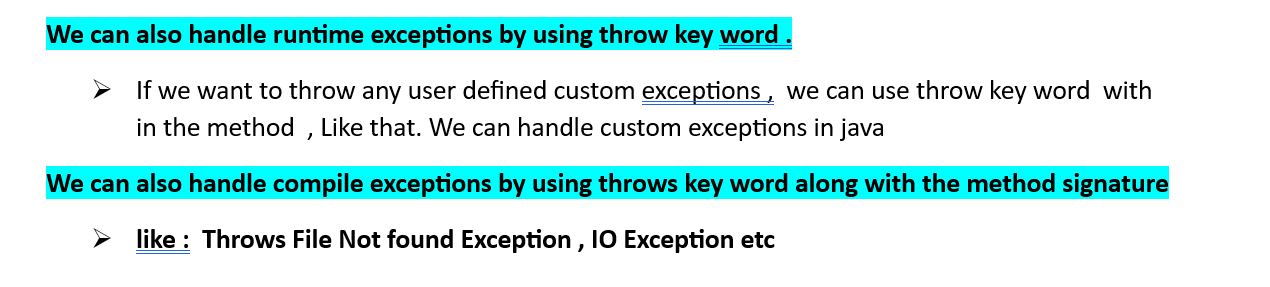 We can also handle runtime exceptions by using throw key word .
➢ If we want to throw any user defined custom exceptions , we can use throw key word with
in the method , Like that. We can handle custom exceptions in java
We can also handle compile exceptions by using throws key word along with the method signature
➢ like : Throws File Not found Exception , IO Exception etc